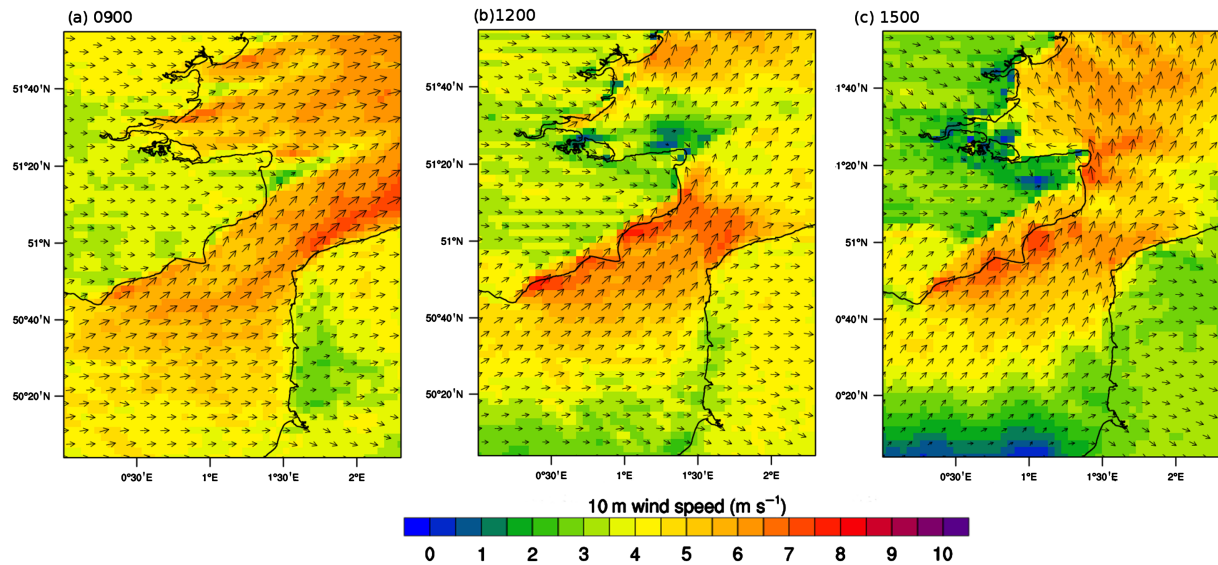 (a) 0900
(b)1200
(c) 1500
51°40'N
51°20'N
51°N
50°40'N
50°20'N
0°30'E
1°E
1°30'E
2°E
51°40'N
51°20'N
51°N
50°40'N
50°20'N
0°30'E
1°E
1°30'E
2°E
1°40'N
1°20'N
51°N
0°40'N
0°20'N
0°30'E
1°E
1°30'E
2°E
10 m wind speed (m s⁻¹)
0 1 2 3 4 5 6 7 8 9 10